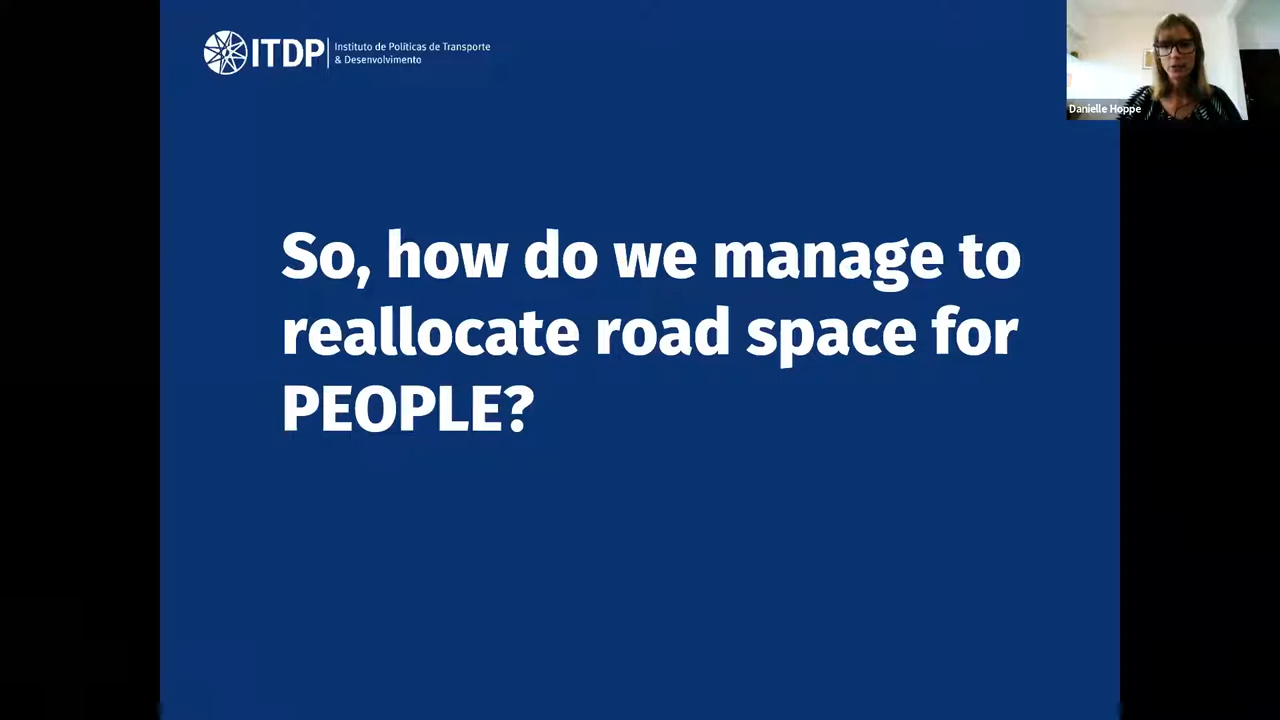 ITDP
Instituto de Políticas de Transporte
& Desenvolvimento
Danielle Hoppe
So, how do we manage to
reallocate road space for
PEOPLE?